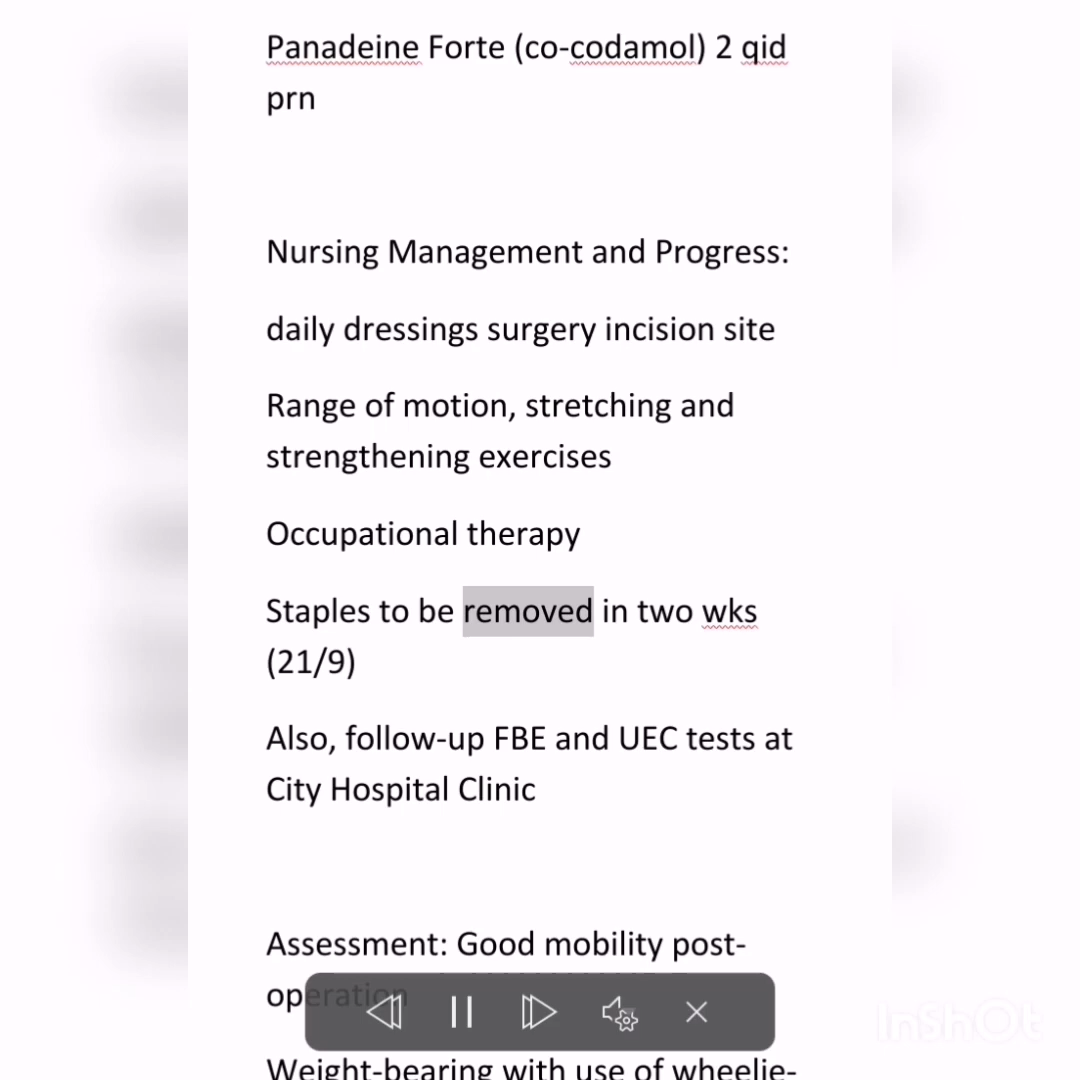 Panadeine Forte (co-codamol) 2 qid
prn
Nursing Management and Progress:
daily dressings surgery incision site
Range of motion, stretching and
strengthening exercises
Occupational therapy
Staples to be removed in two wks
(21/9)
Also, follow-up FBE and UEC tests at
City Hospital Clinic
Assessment: Good mobility post-
operation
Weight-bearing with use of wheelie-
InShOt